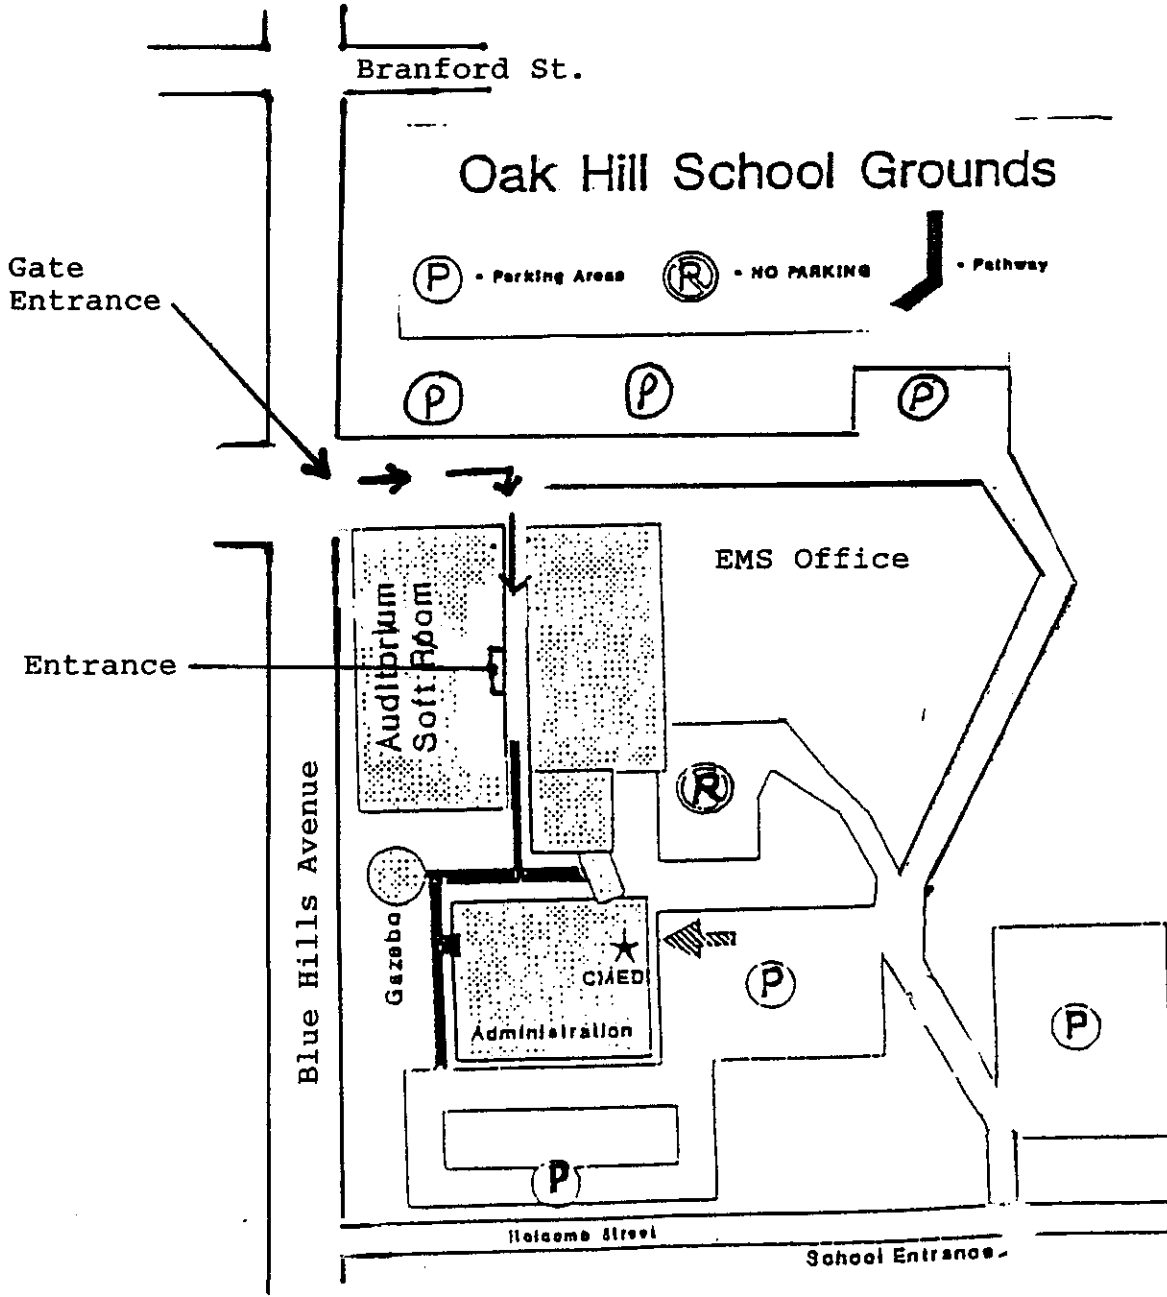 Branford St.
Oak Hill School Grounds
Gate
Entrance
P - Parking Areas
R - NO PARKING
- Pathway
P
P
P
EMS Office
Auditorium
Soft Room
Entrance
R
Blue Hills Avenue
Gazebo
CMED
Administration
P
P
P
Holcomb Street
School Entrance